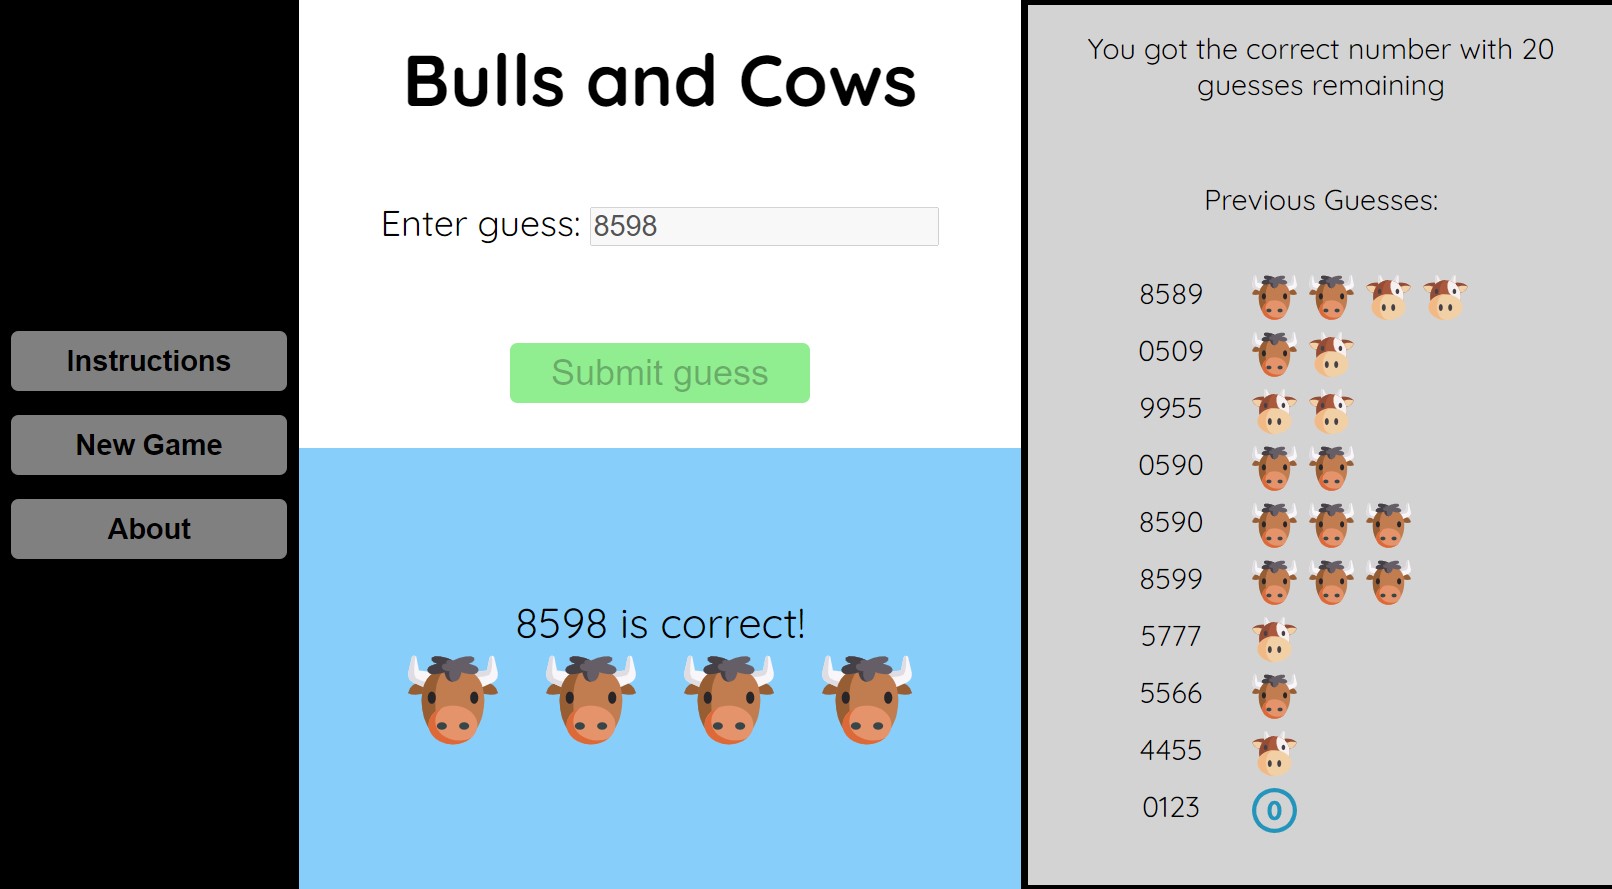 Instructions
New Game
About
Bulls and Cows
Enter guess: 8598
Submit guess
8598 is correct!
You got the correct number with 20
guesses remaining
Previous Guesses:
8589
0509
9955
0590
8590
8599
5777
5566
4455
0123
0